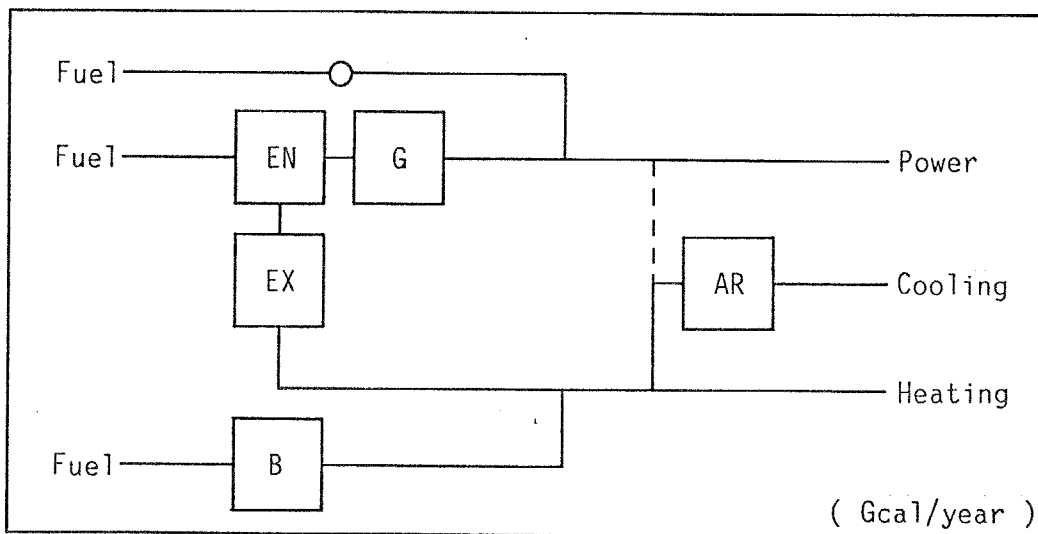 Fuel
Fuel
EN
G
Power
EX
AR
Cooling
Heating
Fuel
B
( Gcal/year )